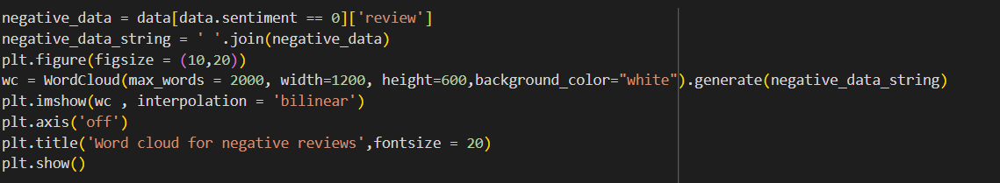 negative_data = data[data.sentiment == 0]['review']
negative_data_string = ' '.join(negative_data)
plt.figure(figsize = (10,20))
wc = WordCloud(max_words = 2000, width=1200, height=600,background_color="white").generate(negative_data_string)
plt.imshow(wc , interpolation = 'bilinear')
plt.axis('off')
plt.title('Word cloud for negative reviews',fontsize = 20)
plt.show()